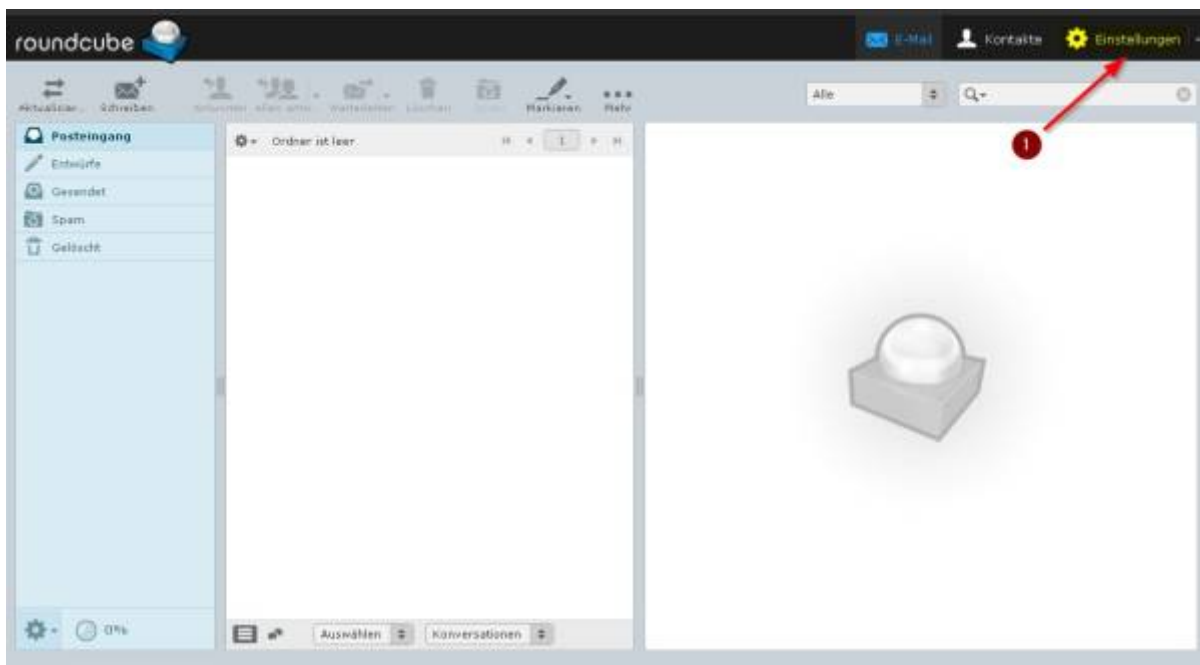 roundcube
E-Mail Kontakte Einstellungen
Schreiben Markieren Mehr
Alle
1
Posteingang
Entwürfe
Gesendet
Spam
Gelöscht
Ordner ist leer
1
0%
Auswählen Konversationen